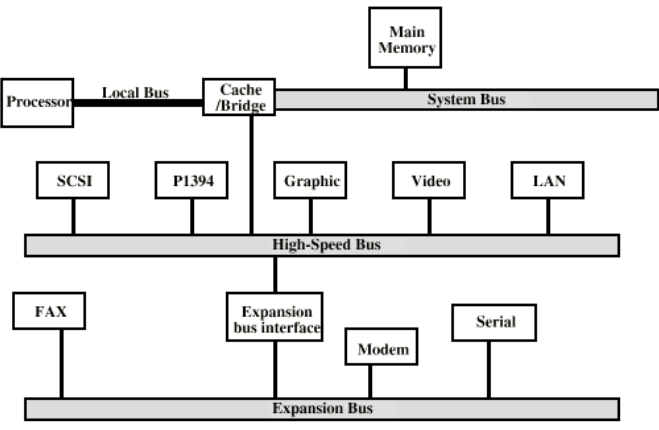 Main
Memory
Processor
Local Bus
Cache
/Bridge
System Bus
SCSI
P1394
Graphic
Video
LAN
High-Speed Bus
FAX
Expansion
bus interface
Serial
Modem
Expansion Bus